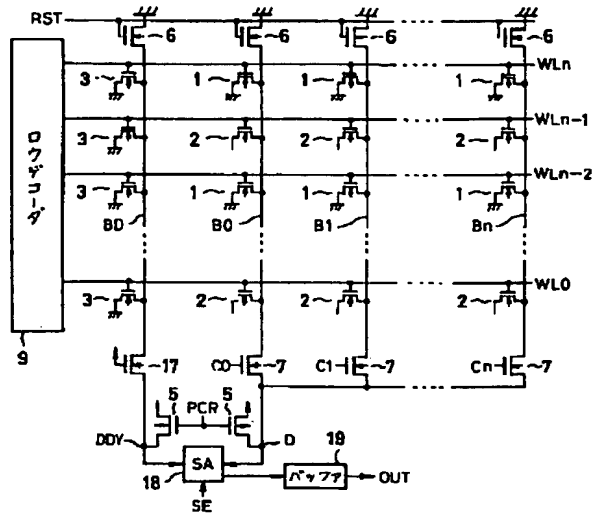 RST
6 6 6 6
3 1 1 1 WLn
3 2 2 2 WLn-1
3 1 1 1 WLn-2
ロウデコーダ
BD B0 B1 Bn
3 2 2 2 WL0
9
17 C0 7 C1 7 Cn 7
5 PCR 5
DDY D
18 SA 19 バッファ OUT
SE